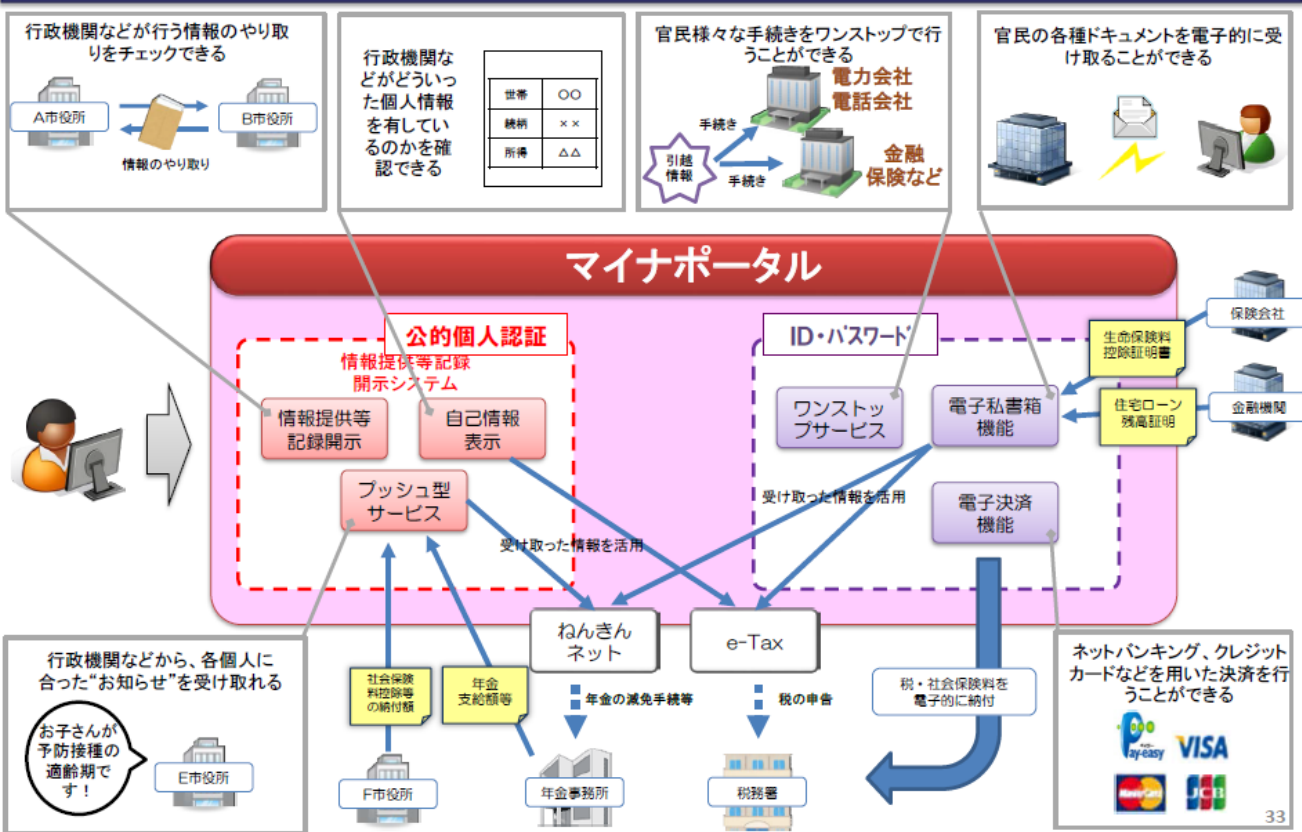 行政機関などが行う情報のやり取
りをチェックできる
A市役所
B市役所
情報のやり取り
行政機関な
どがどういっ
た個人情報
を有してい
るのかを確
認できる
世帯 〇〇
続柄 ××
所得 △△
官民様々な手続きをワンストップで行
うことができる
電力会社
電話会社
手続き
引越
情報
手続き
金融
保険など
官民の各種ドキュメントを電子的に受
け取ることができる
マイナポータル
公的個人認証
情報提供等記録
開示システム
情報提供等
記録開示
自己情報
表示
プッシュ型
サービス
受け取った情報を活用
ID・パスワード
ワンストッ
プサービス
電子私書箱
機能
受け取った情報を活用
電子決済
機能
生命保険料
控除証明書
保険会社
住宅ローン
残高証明
金融機関
ねんきん
ネット
e-Tax
行政機関などから、各個人に
合った“お知らせ”を受け取れる
お子さんが
予防接種の
適齢期で
す！
E市役所
社会保険
料控除等
の納付額
年金
支給額等
年金の減免手続等
税の申告
税・社会保険料を
電子的に納付
F市役所
年金事務所
税務署
ネットバンキング、クレジット
カードなどを用いた決済を行
うことができる
ペイジー
Pay-easy
VISA
MasterCard
JCB
33